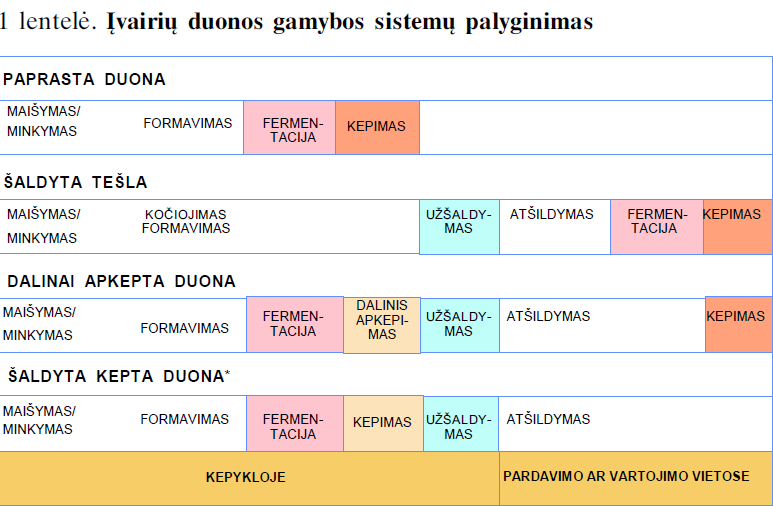 1 lentelė. Įvairių duonos gamybos sistemų palyginimas
PAPRASTA DUONA
MAIŠYMAS/
MINKYMAS
FORMAVIMAS
FERMEN-
TACIJA
KEPIMAS
ŠALDYTA TEŠLA
MAIŠYMAS/
MINKYMAS
KOČIOJIMAS
FORMAVIMAS
UŽŠALDY-
MAS
ATŠILDYMAS
FERMEN-
TACIJA
KEPIMAS
DALINAI APKEPTA DUONA
MAIŠYMAS/
MINKYMAS
FORMAVIMAS
FERMEN-
TACIJA
DALINIS
APKEPI-
MAS
UŽŠALDY-
MAS
ATŠILDYMAS
KEPIMAS
ŠALDYTA KEPTA DUONA*
MAIŠYMAS/
MINKYMAS
FORMAVIMAS
FERMEN-
TACIJA
KEPIMAS
UŽŠALDY-
MAS
ATŠILDYMAS
KEPYKLOJE
PARDAVIMO AR VARTOJIMO VIETOSE